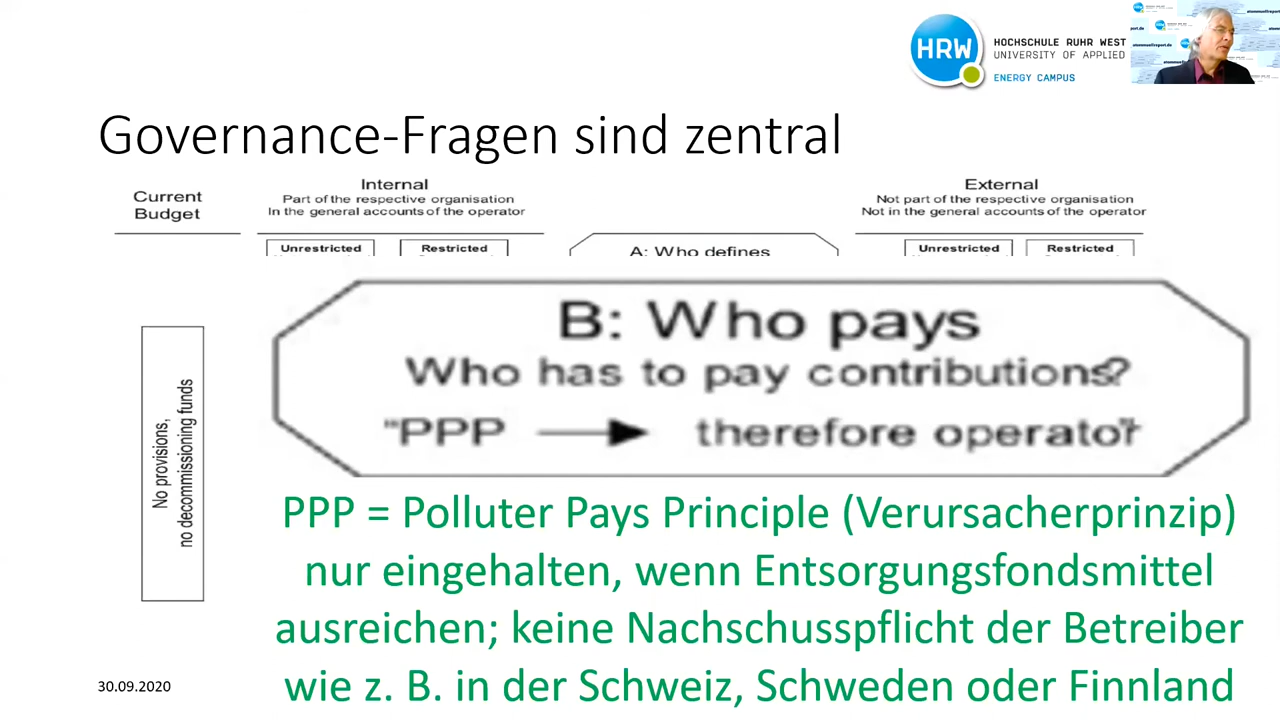 HRW
HOCHSCHULE RUHR WEST
UNIVERSITY OF APPLIED
ENERGY CAMPUS
Governance-Fragen sind zentral
Current
Budget
Internal
Part of the respective organisation
In the general accounts of the operator
External
Not part of the respective organisation
Not in the general accounts of the operator
Unrestricted
Restricted
A: Who defines
Unrestricted
Restricted
B: Who pays
Who has to pay contributions?
"PPP → therefore operator"
No provisions,
no decommissioning funds
PPP = Polluter Pays Principle (Verursacherprinzip)
nur eingehalten, wenn Entsorgungsfondsmittel
ausreichen; keine Nachschusspflicht der Betreiber
wie z. B. in der Schweiz, Schweden oder Finnland
30.09.2020